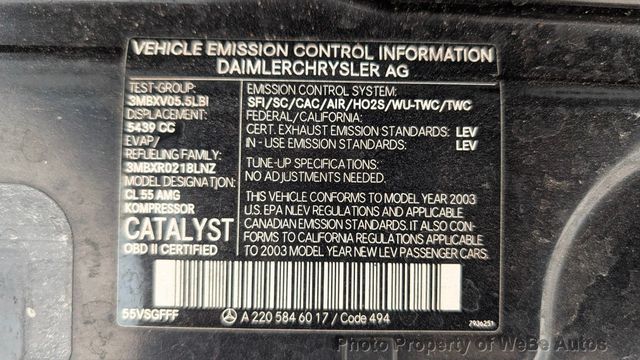 VEHICLE EMISSION CONTROL INFORMATION
DAIMLERCHRYSLER AG
TEST-GROUP:
3MBXV05.5LBI
DISPLACEMENT:
5439 CC
EVAP/
REFUELING FAMILY:
3MBXR0218LNZ
MODEL DESIGNATION:
CL 55 AMG
KOMPRESSOR
CATALYST
OBD II CERTIFIED
EMISSION CONTROL SYSTEM:
SFI/SC/CAC/AIR/HO2S/WU-TWC/TWC
FEDERAL/CALIFORNIA:
CERT. EXHAUST EMISSION STANDARDS: LEV
IN - USE EMISSION STANDARDS: LEV
TUNE-UP SPECIFICATIONS:
NO ADJUSTMENTS NEEDED.
THIS VEHICLE CONFORMS TO MODEL YEAR 2003
U.S. EPA NLEV REGULATIONS AND APPLICABLE
CANADIAN EMISSION STANDARDS. IT ALSO CON-
FORMS TO CALIFORNIA REGULATIONS APPLICABLE
TO 2003 MODEL YEAR NEW LEV PASSENGER CARS.
55VSGFFF
A 220 584 60 17 / Code 494
7936251
Photo Property of WeBe Autos